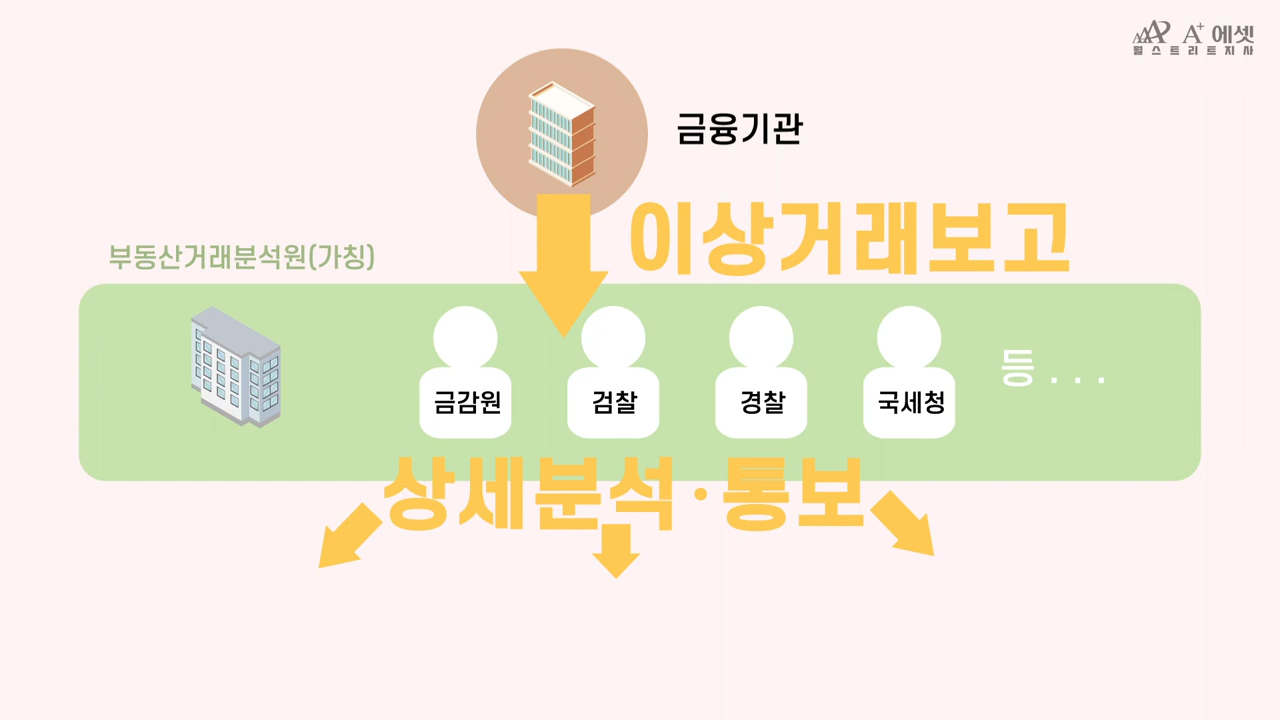 A⁺ 에셋
월스트리트지사
금융기관
이상거래보고
부동산거래분석원(가칭)
금감원 검찰 경찰 국세청 등...
상세분석·통보